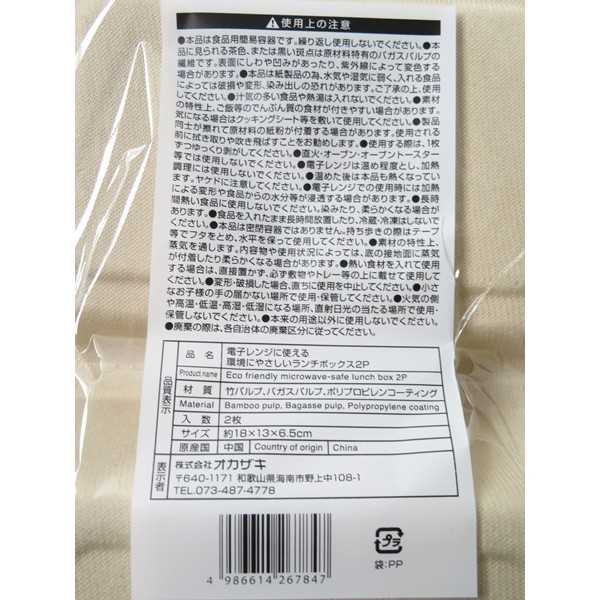 使用上の注意
●本品は食品用簡易容器です。繰り返し使用しないでください。●本品
に見られる茶色、または黒い斑点は原材料特有のバガスパルプの
繊維です。表面にしわや凹みがあったり、紫外線によって変色する
場合があります。●本品は紙製品の為、水気や湿気に弱く、入れる食品
によっては破損や変形、染み出しの恐れがあります。ご了承の上、使用
してください。●汁気の多い食品や熱湯は入れないでください。●素材
の特性上、ご飯等のでんぷん質の食材が付きやすい場合があります。
気になる場合はクッキングシート等を敷いて使用してください。●製品
同士が擦れて原材料の紙粉が付着する場合があります。使用される
前に拭き取りや吹き飛ばすことをお勧めします。●使用する際は、1枚
ずつゆっくり剥がしてください。●直火・オーブン・オーブントースター
等では使用しないでください。●電子レンジは温め程度とし、加熱
調理には使用しないでください。●温めた後は本品も熱くなってい
ます。ヤケドに注意してください。●電子レンジでの使用時には加熱
による変形や食品からの水分等が浸透する場合があります。●長時
間熱い食品に使用しないでください。染みたり、柔らかくなる場合があり
ます。●食品を入れたまま長時間放置したり、冷蔵・冷凍はしないでく
ださい。●本品は密閉容器ではありません。持ち歩きの際はテープ
等でフタをとめ、水平を保って使用してください。●素材の特性上、
蒸気を通します。内容物や使用状況によっては、底の接地面に蒸気
が付着したり柔らかくなる場合があります。●熱い食材を入れて使用
する場合は、直接置かず、必ず敷物やトレー等の上に載せて使用して
ください。●変形・破損した場合、直ちに使用を中止してください。●小さ
なお子様の手の届かない場所で使用・保管してください。●火気の側
や高温・低温・高湿・低湿になる場所、直射日光の当たる場所で使用・
保管しないでください。●本来の用途以外に使用しないでください。
●廃棄の際は、各自治体の廃棄区分に従ってください。
品質表示
品 名 電子レンジに使える
環境にやさしいランチボックス2P
Product name Eco friendly microwave-safe lunch box 2P
材 質 竹パルプ、バガスパルプ、ポリプロピレンコーティング
Material Bamboo pulp, Bagasse pulp, Polypropylene coating
入 数 2枚
サイズ 約18×13×6.5cm
原産国 中国 Country of origin China
表示者
株式会社オカザキ
〒640-1171 和歌山県海南市野上中108-1
TEL.073-487-4778
4 986614 267847
プラ
袋:PP